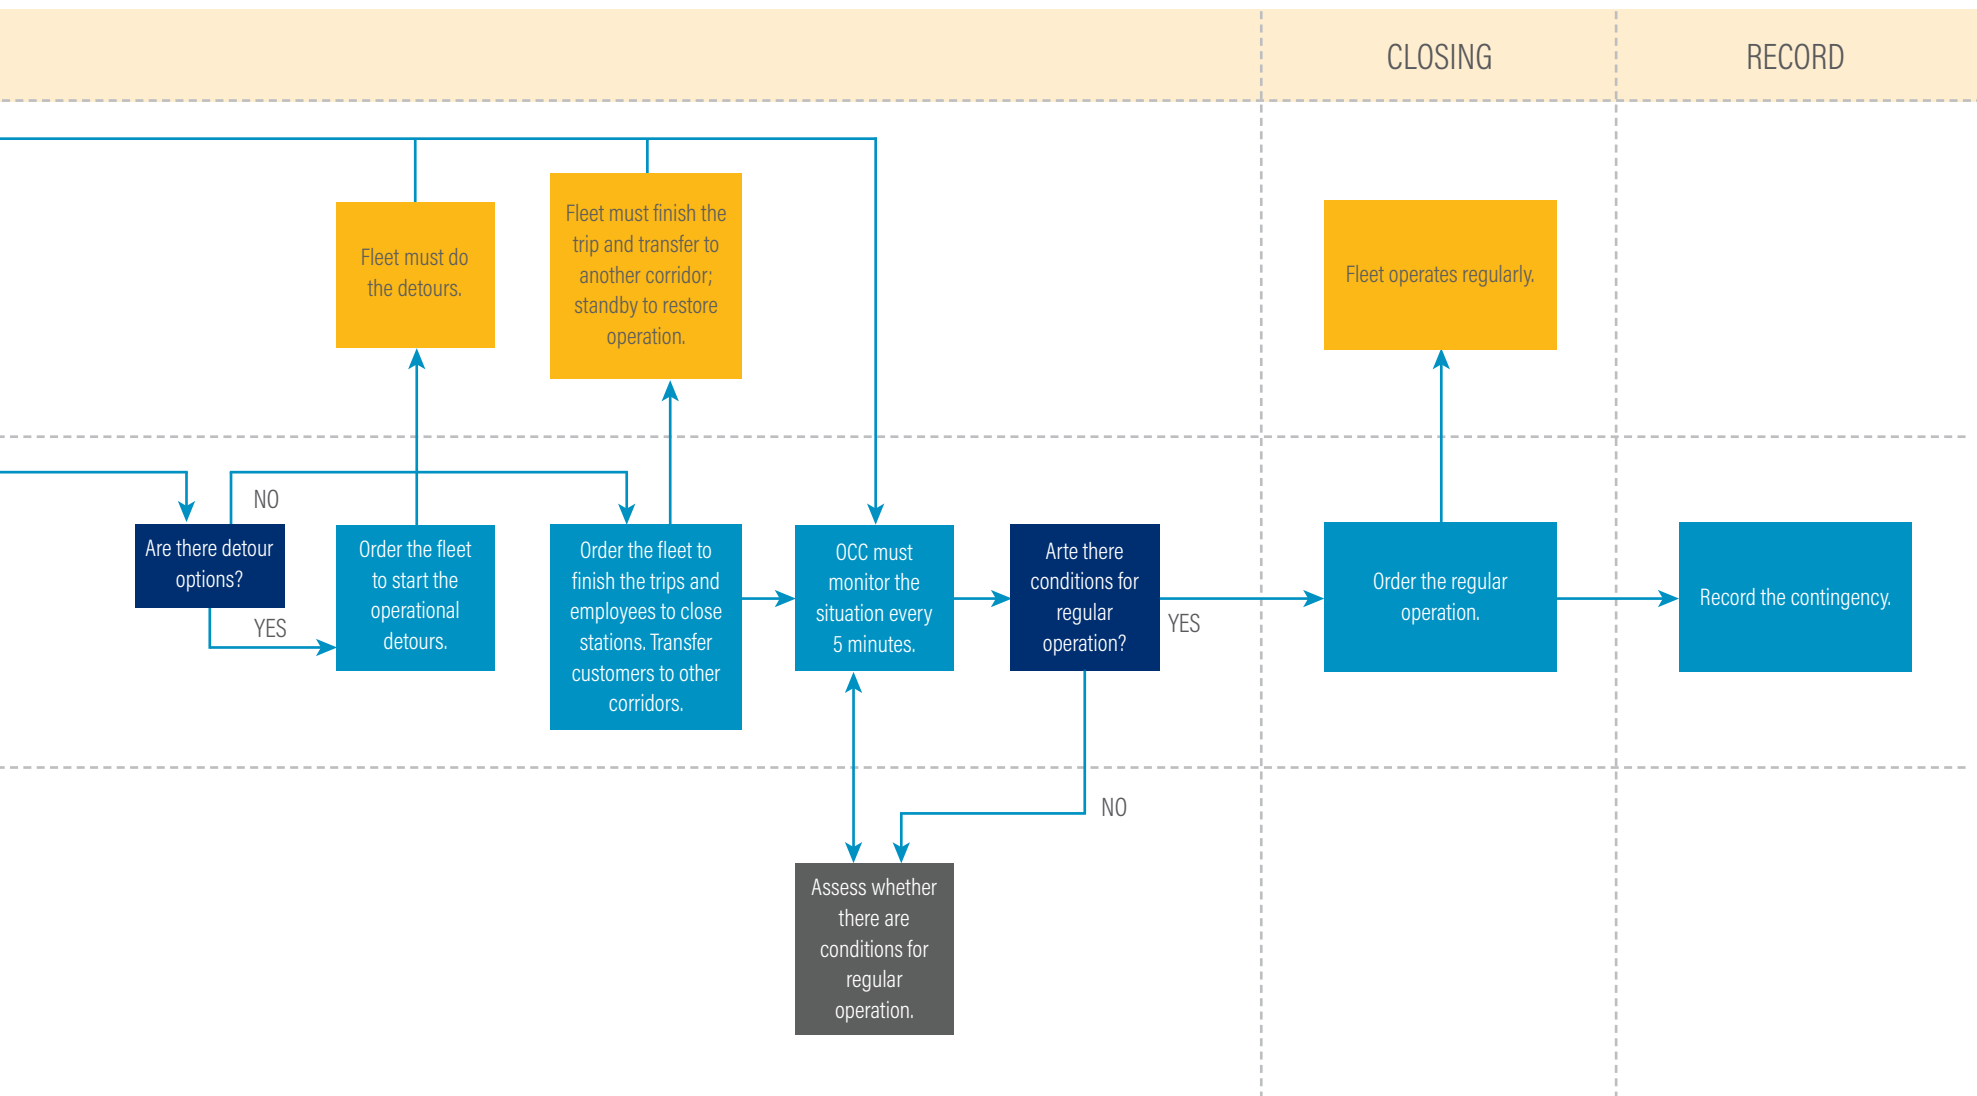 CLOSING
RECORD
Fleet must do
the detours.
Fleet must finish the
trip and transfer to
another corridor;
standby to restore
operation.
Fleet operates regularly.
NO
Are there detour
options?
YES
Order the fleet
to start the
operational
detours.
Order the fleet to
finish the trips and
employees to close
stations. Transfer
customers to other
corridors.
OCC must
monitor the
situation every
5 minutes.
Arte there
conditions for
regular
operation?
YES
NO
Order the regular
operation.
Record the contingency.
Assess whether
there are
conditions for
regular
operation.